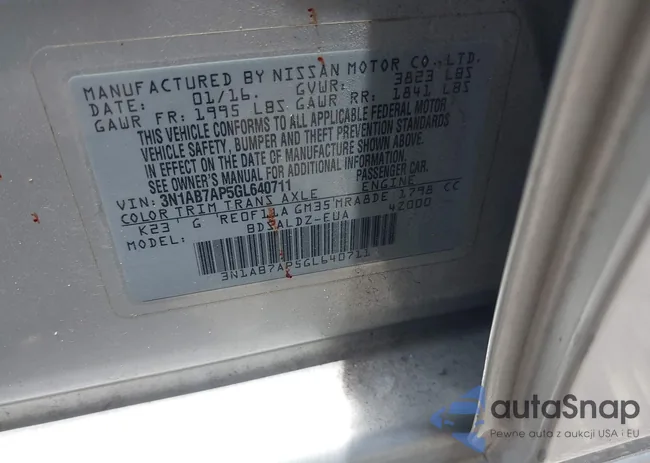 MANUFACTURED BY NISSAN MOTOR CO., LTD.
DATE: 01/16. GVWR: 3823 LBS
GAWR FR: 1995 LBS GAWR RR: 1841 LBS
THIS VEHICLE CONFORMS TO ALL APPLICABLE FEDERAL MOTOR
VEHICLE SAFETY, BUMPER AND THEFT PREVENTION STANDARDS
IN EFFECT ON THE DATE OF MANUFACTURE SHOWN ABOVE.
SEE OWNER'S MANUAL FOR ADDITIONAL INFORMATION
VIN: 3N1AB7AP5GL640711 PASSENGER CAR.
COLOR TRIM TRANS AXLE ENGINE
K23 G RE0F11A GM35 MRA8DE 1798 CC
MODEL: BDSALDZ-EUA 42000
3N1AB7AP5GL640711
autoSnap
Pewne auta z aukcji USA i EU